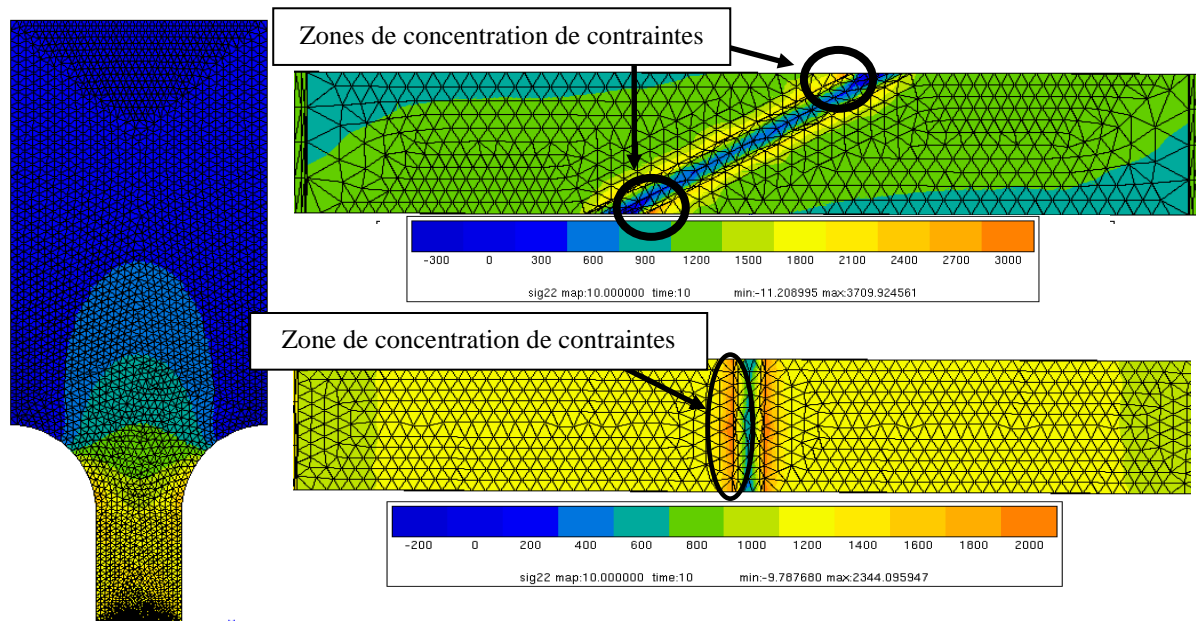 Zones de concentration de contraintes
-300 0 300 600 900 1200 1500 1800 2100 2400 2700 3000
sig22 map:10.000000 time:10 min:-11.208995 max:3709.924561
Zone de concentration de contraintes
-200 0 200 400 600 800 1000 1200 1400 1600 1800 2000
sig22 map:10.000000 time:10 min:-9.787680 max:2344.095947